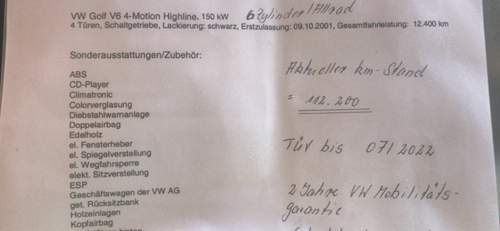 VW Golf V6 4-Motion Highline, 150 kW 6 Zylinder / Allrad
4 Türen, Schaltgetriebe, Lackierung: schwarz, Erstzulassung: 09.10.2001, Gesamtfahrleistung: 12.400 km
Sonderausstattungen/Zubehör:
ABS
CD-Player
Climatronic
Colorverglasung
Diebstahlwarnanlage
Doppelairbag
Edelholz
el. Fensterheber
el. Spiegelverstellung
el. Wegfahrsperre
elekt. Sitzverstellung
ESP
Geschäftswagen der VW AG
get. Rücksitzbank
Holzeinlagen
Kopfairbag
Aktueller km-Stand
= 112.200
TÜV bis 07/2022
2 Jahre VW Mobilitäts-
garantie